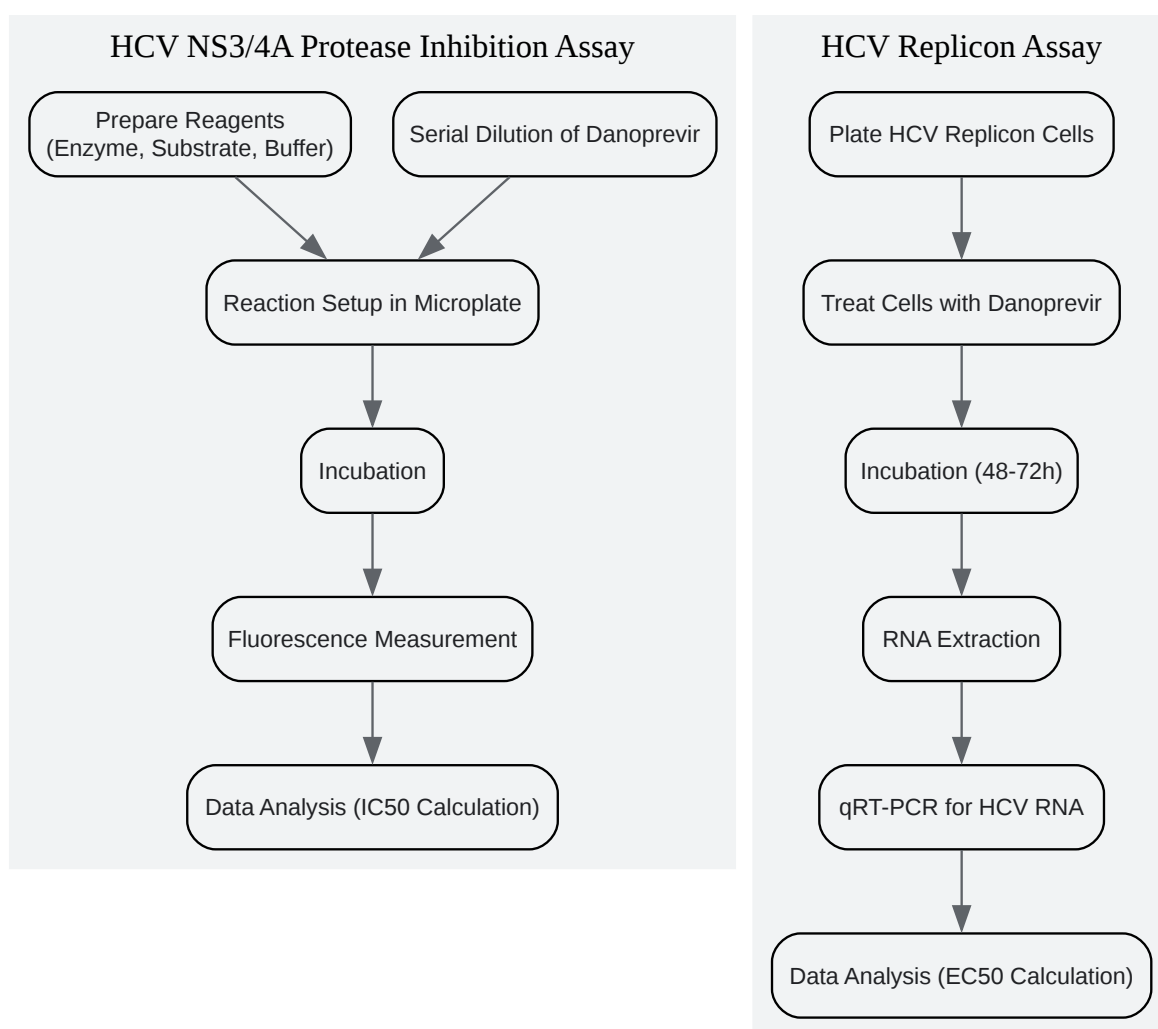 HCV NS3/4A Protease Inhibition Assay
Prepare Reagents
(Enzyme, Substrate, Buffer)
Serial Dilution of Danoprevir
Reaction Setup in Microplate
Incubation
Fluorescence Measurement
Data Analysis (IC50 Calculation)
HCV Replicon Assay
Plate HCV Replicon Cells
Treat Cells with Danoprevir
Incubation (48-72h)
RNA Extraction
qRT-PCR for HCV RNA
Data Analysis (EC50 Calculation)